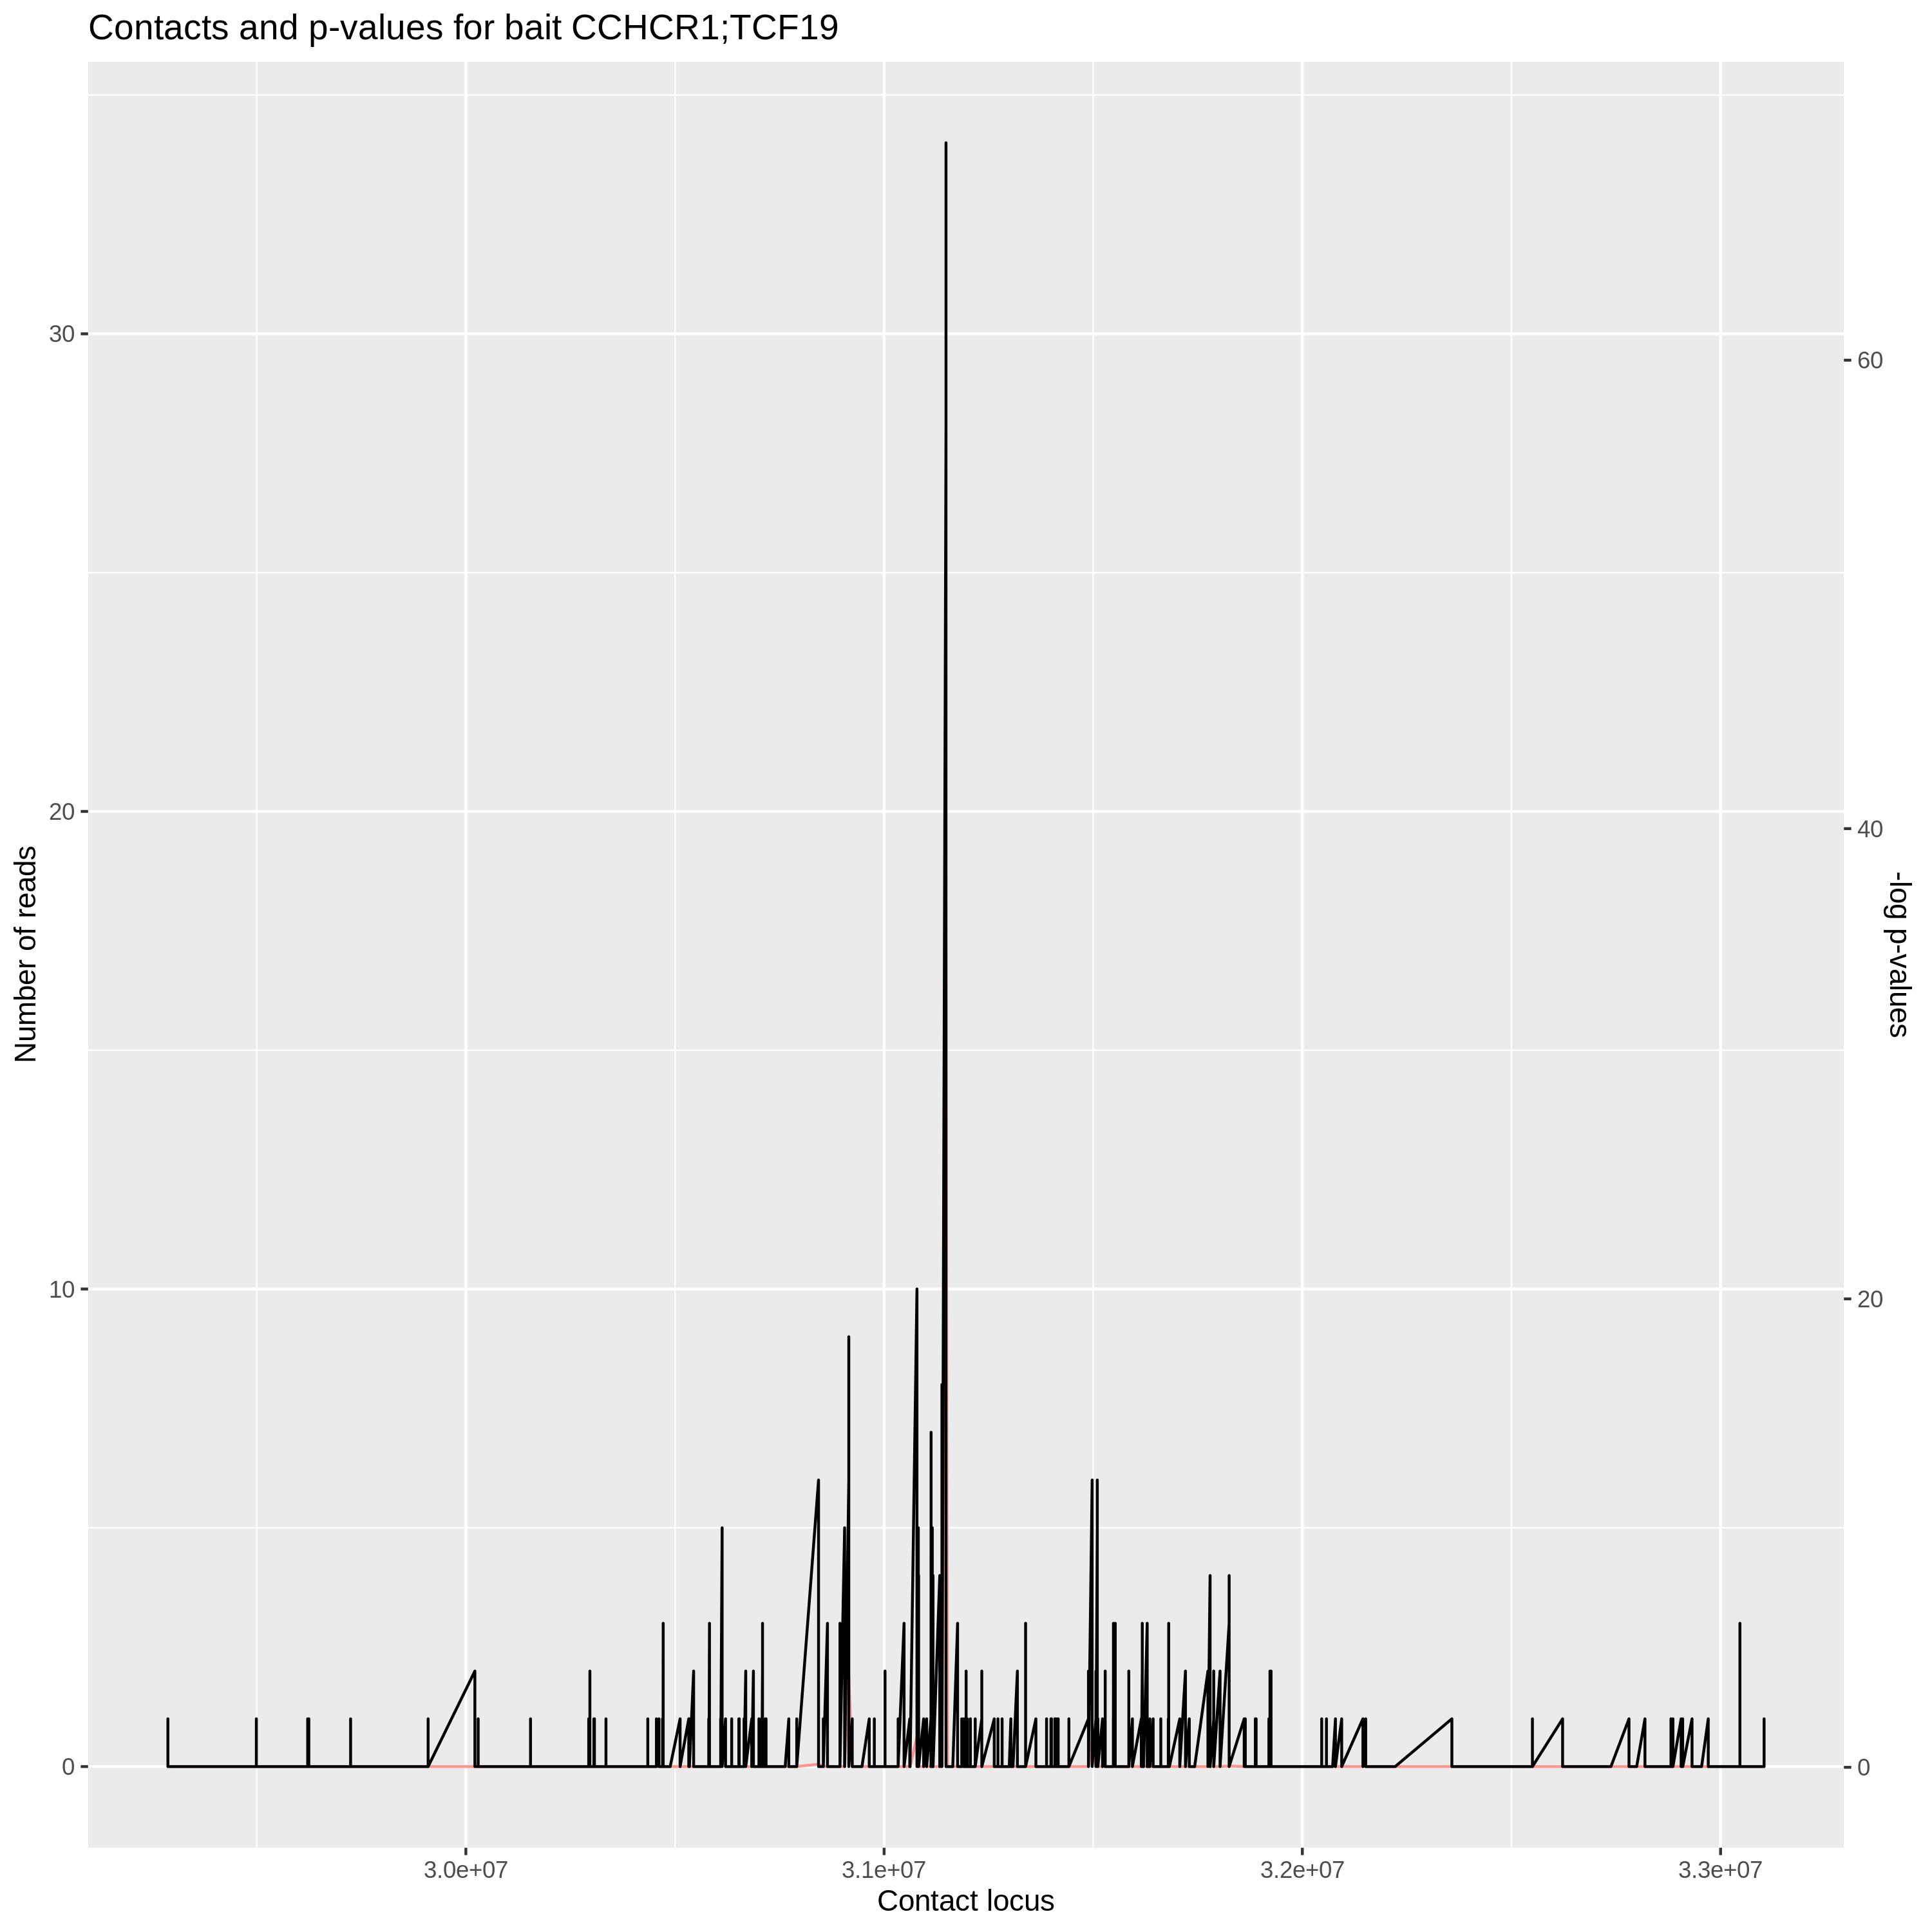 Contacts and p-values for bait CCHCR1;TCF19
30
20
10
0
60
40
20
0
Number of reads
-log p-values
3.0e+07
3.1e+07
3.2e+07
3.3e+07
Contact locus